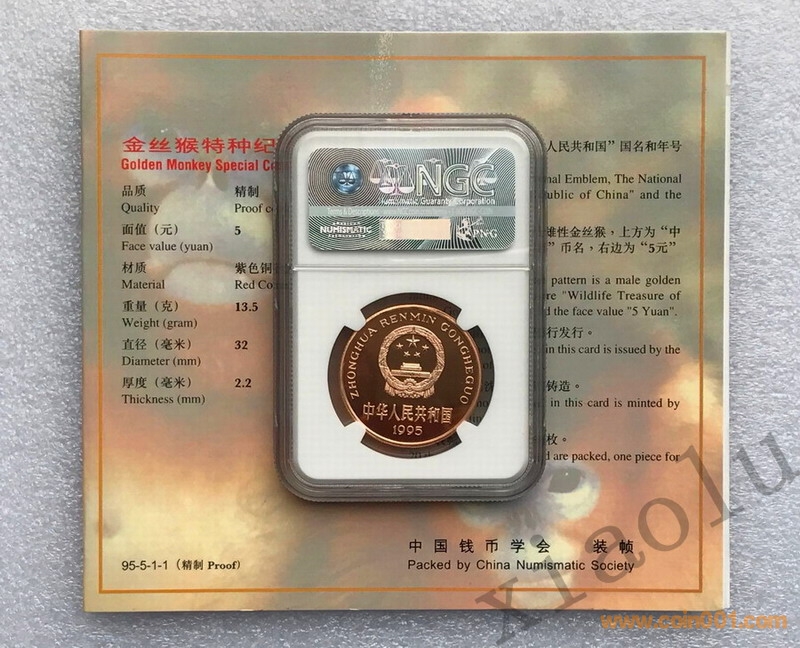 金丝猴特种纪
Golden Monkey Special
品质 精制
Quality Proof
面值（元） 5
Face value (yuan)
材质 紫色铜
Material Red
重量（克） 13.5
Weight (gram)
直径（毫米） 32
Diameter (mm)
厚度（毫米） 2.2
Thickness (mm)
95-5-1-1（精制 Proof）
NGC
Numismatic Guaranty Corporation
NUMISMATIC
PNG
ZHONGHUA RENMIN GONGHEGUO
中华人民共和国
1995
人民共和国”国名和年号
Emblem, The National
of China" and the
雄性金丝猴，上方为“中
币名，右边为“5元”
pattern is a male golden
"Wildlife Treasure of
the face value "5 Yuan".
行发行。
in this card is issued by the
铸造。
in this card is minted by
枚。
are packed, one piece for
中国钱币学会 装帧
Packed by China Numismatic Society
xiaolu
www.coin001.com